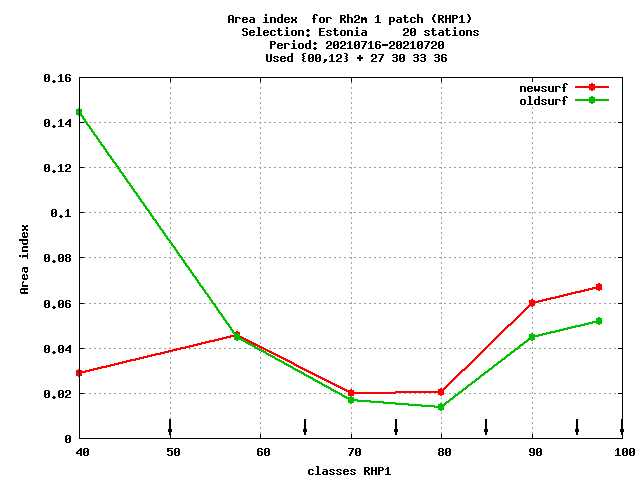 Area index  for Rh2m 1 patch (RHP1)
Selection: Estonia     20 stations
Period: 20210716-20210720
Used {00,12} + 27 30 33 36
newsurf
oldsurf
0.16
0.14
0.12
0.1
0.08
0.06
0.04
0.02
0
Area index
40 50 60 70 80 90 100
classes RHP1